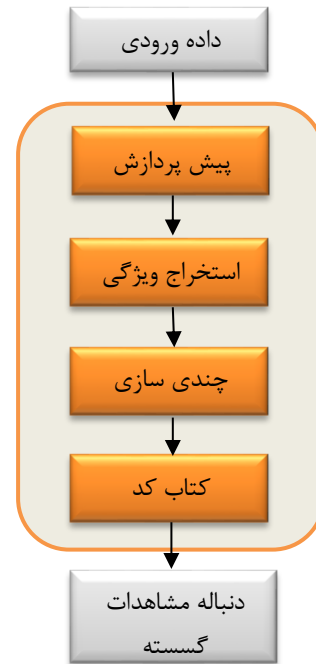 داده ورودی
پیش پردازش
استخراج ویژگی
چندی سازی
کتاب کد
دنباله مشاهدات
گسسته